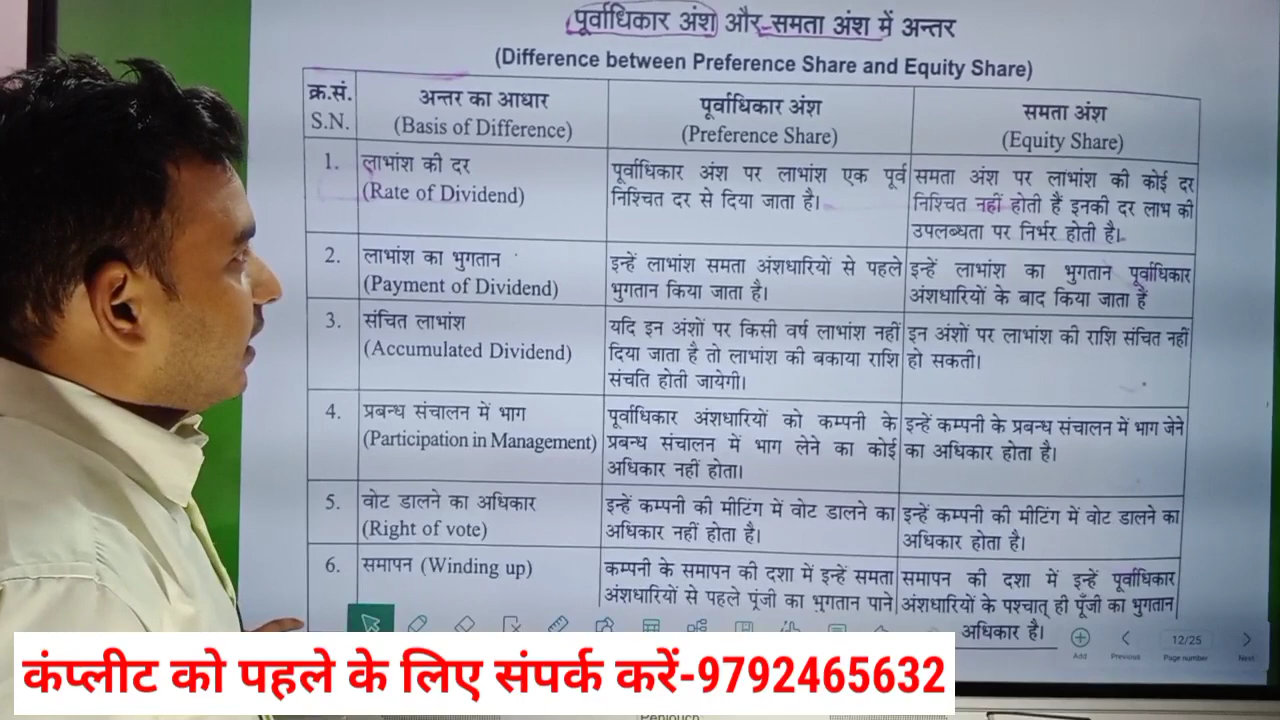 पूर्वाधिकार अंश और समता अंश में अन्तर
(Difference between Preference Share and Equity Share)
क्र.सं.
S.N.
अन्तर का आधार
(Basis of Difference)
पूर्वाधिकार अंश
(Preference Share)
समता अंश
(Equity Share)
1.
लाभांश की दर
(Rate of Dividend)
पूर्वाधिकार अंश पर लाभांश एक पूर्व
निश्चित दर से दिया जाता है।
समता अंश पर लाभांश की कोई दर
निश्चित नहीं होती हैं इनकी दर लाभ की
उपलब्धता पर निर्भर होती है।
2.
लाभांश का भुगतान
(Payment of Dividend)
इन्हें लाभांश समता अंशधारियों से पहले
भुगतान किया जाता है।
इन्हें लाभांश का भुगतान पूर्वाधिकार
अंशधारियों के बाद किया जाता है
3.
संचित लाभांश
(Accumulated Dividend)
यदि इन अंशों पर किसी वर्ष लाभांश नहीं
दिया जाता है तो लाभांश की बकाया राशि
संचति होती जायेगी।
इन अंशों पर लाभांश की राशि संचित नहीं
हो सकती।
4.
प्रबन्ध संचालन में भाग
(Participation in Management)
पूर्वाधिकार अंशधारियों को कम्पनी के
प्रबन्ध संचालन में भाग लेने का कोई
अधिकार नहीं होता।
इन्हें कम्पनी के प्रबन्ध संचालन में भाग जेने
का अधिकार होता है।
5.
वोट डालने का अधिकार
(Right of vote)
इन्हें कम्पनी की मीटिंग में वोट डालने का
अधिकार नहीं होता है।
इन्हें कम्पनी की मीटिंग में वोट डालने का
अधिकार होता है।
6.
समापन (Winding up)
कम्पनी के समापन की दशा में इन्हें समता
अंशधारियों से पहले पूंजी का भुगतान पाने
समापन की दशा में इन्हें पूर्वाधिकार
अंशधारियों के पश्चात् ही पूँजी का भुगतान
अधिकार है।
Add
Previous
12/25
Page number
Next
कंप्लीट को पहले के लिए संपर्क करें-9792465632